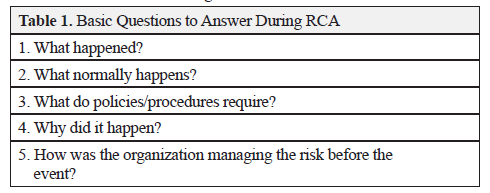 Table 1. Basic Questions to Answer During RCA
1. What happened?
2. What normally happens?
3. What do policies/procedures require?
4. Why did it happen?
5. How was the organization managing the risk before the
event?